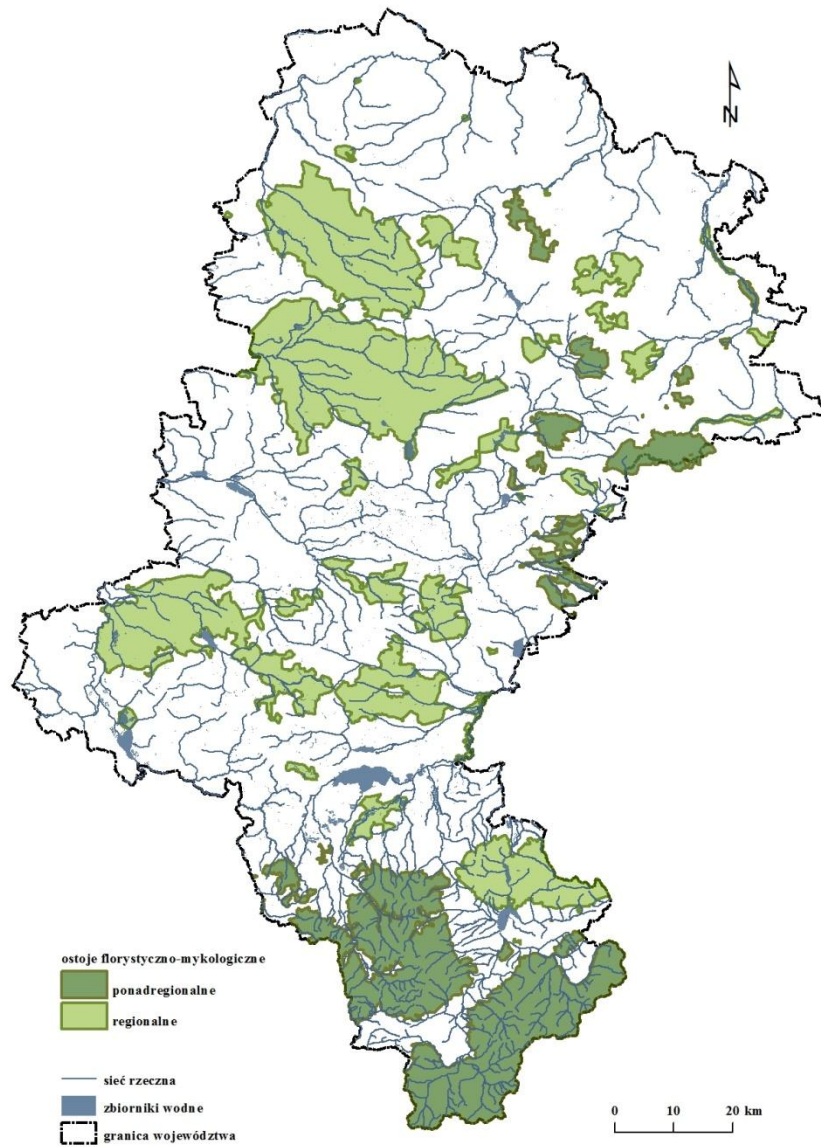 N
ostoje florystyczno-mykologiczne
ponadregionalne
regionalne
sieć rzeczna
zbiorniki wodne
granica województwa
0 10 20 km